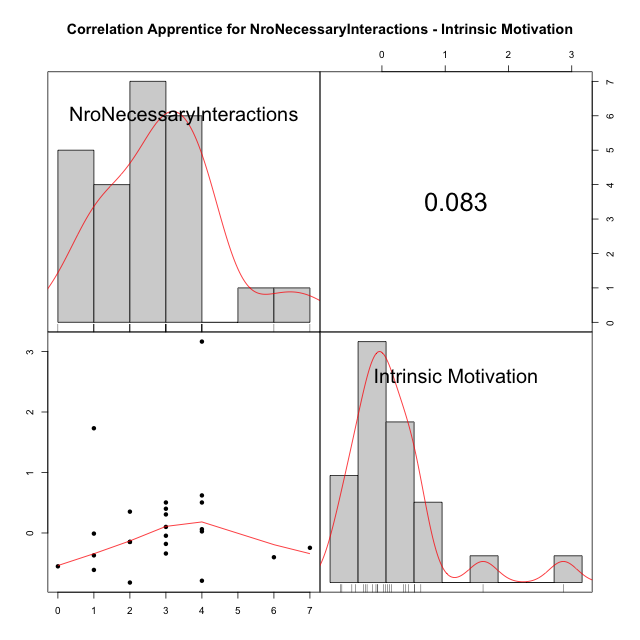 Correlation Apprentice for NroNecessaryInteractions - Intrinsic Motivation
0 1 2 3
NroNecessaryInteractions
0.083
7
6
5
4
3
2
1
0
Intrinsic Motivation
3
2
1
0
0 1 2 3 4 5 6 7